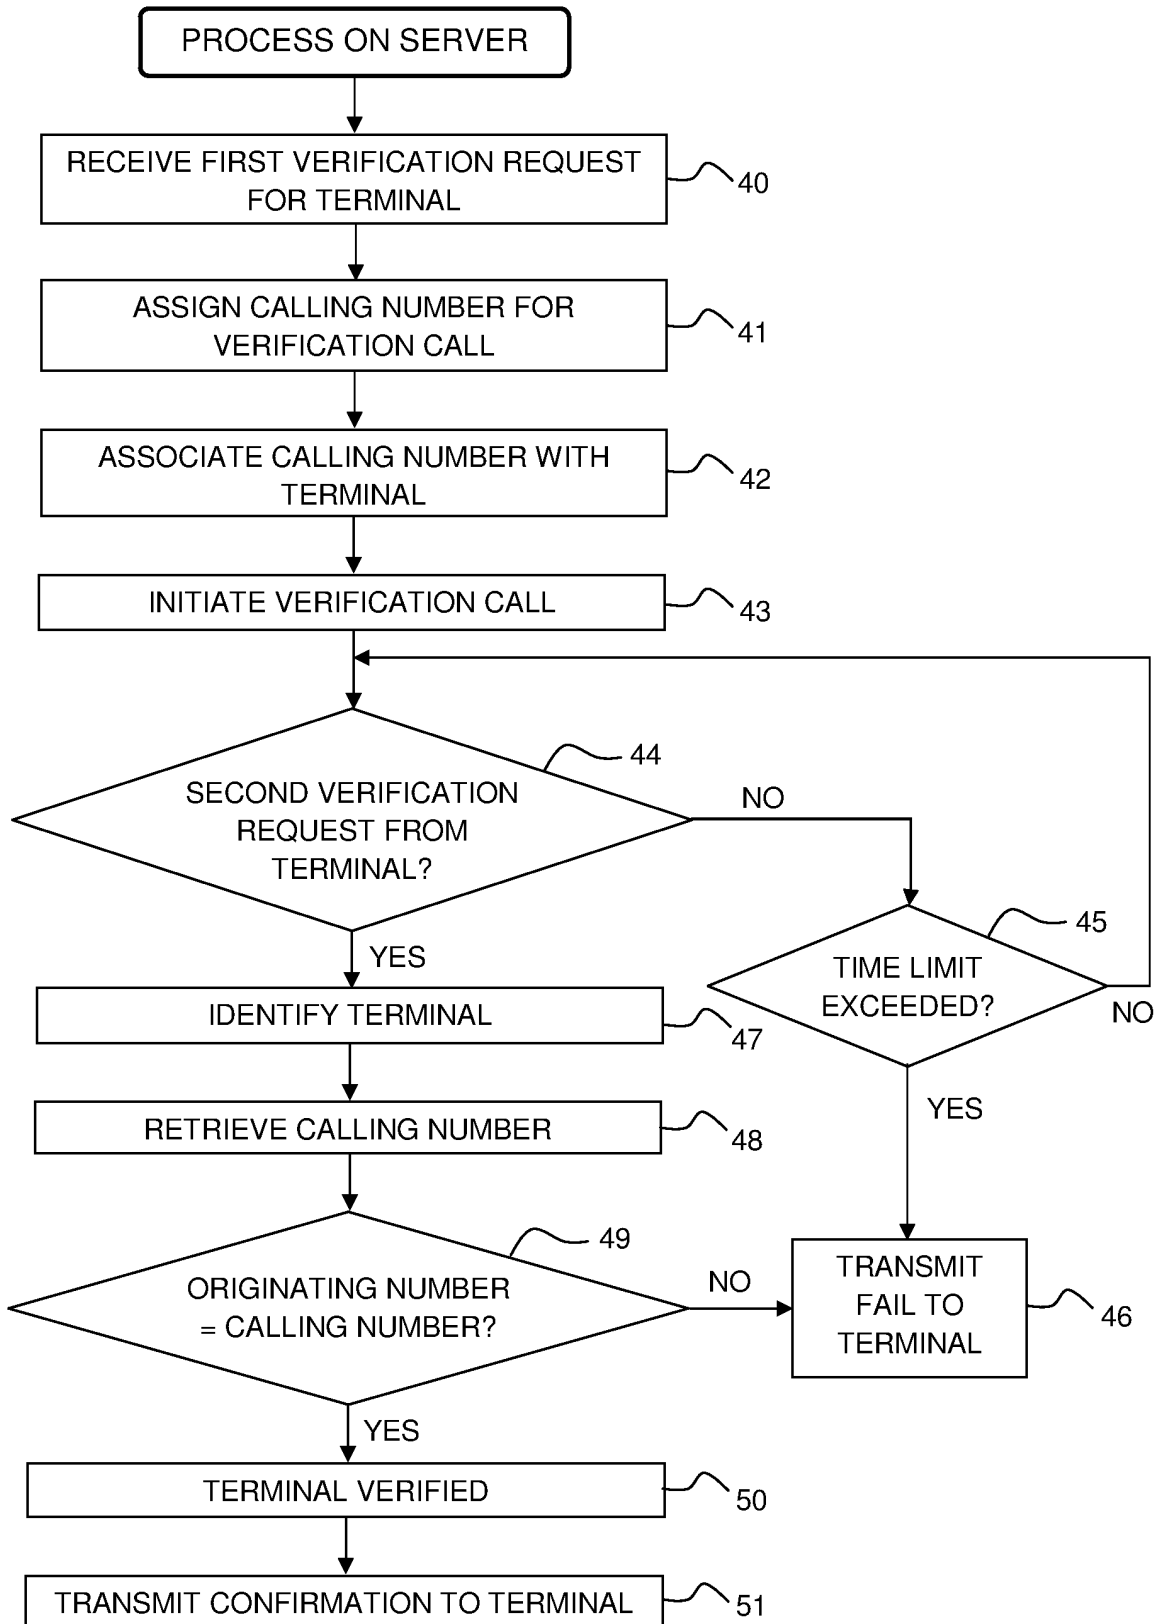 PROCESS ON SERVER
RECEIVE FIRST VERIFICATION REQUEST
FOR TERMINAL
40
ASSIGN CALLING NUMBER FOR
VERIFICATION CALL
41
ASSOCIATE CALLING NUMBER WITH
TERMINAL
42
INITIATE VERIFICATION CALL
43
44
SECOND VERIFICATION
REQUEST FROM
TERMINAL?
NO
YES
45
TIME LIMIT
EXCEEDED?
NO
YES
IDENTIFY TERMINAL
47
RETRIEVE CALLING NUMBER
48
49
ORIGINATING NUMBER
= CALLING NUMBER?
NO
YES
TRANSMIT
FAIL TO
TERMINAL
46
TERMINAL VERIFIED
50
TRANSMIT CONFIRMATION TO TERMINAL
51